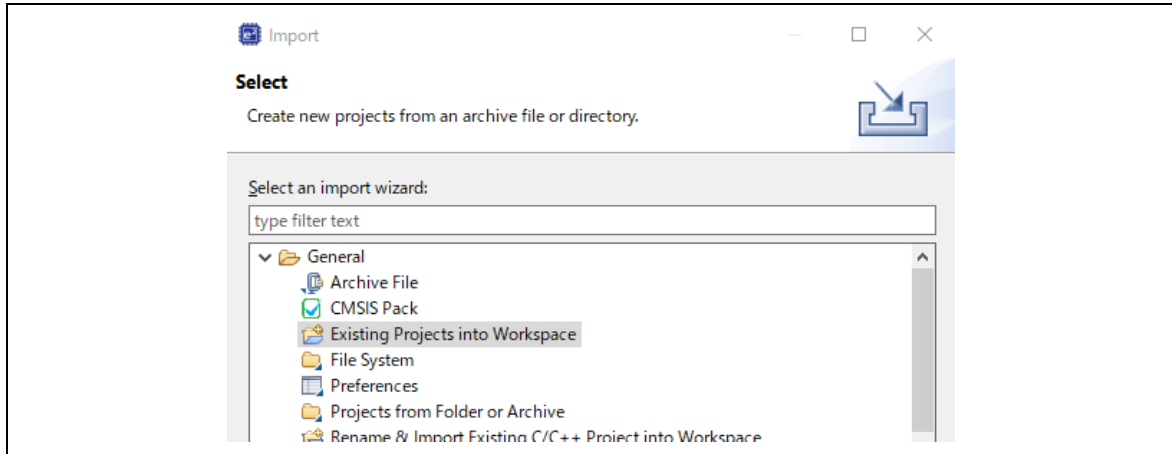 Import
Select
Create new projects from an archive file or directory.
Select an import wizard:
type filter text
General
Archive File
CMSIS Pack
Existing Projects into Workspace
File System
Preferences
Projects from Folder or Archive
Rename & Import Existing C/C++ Project into Workspace